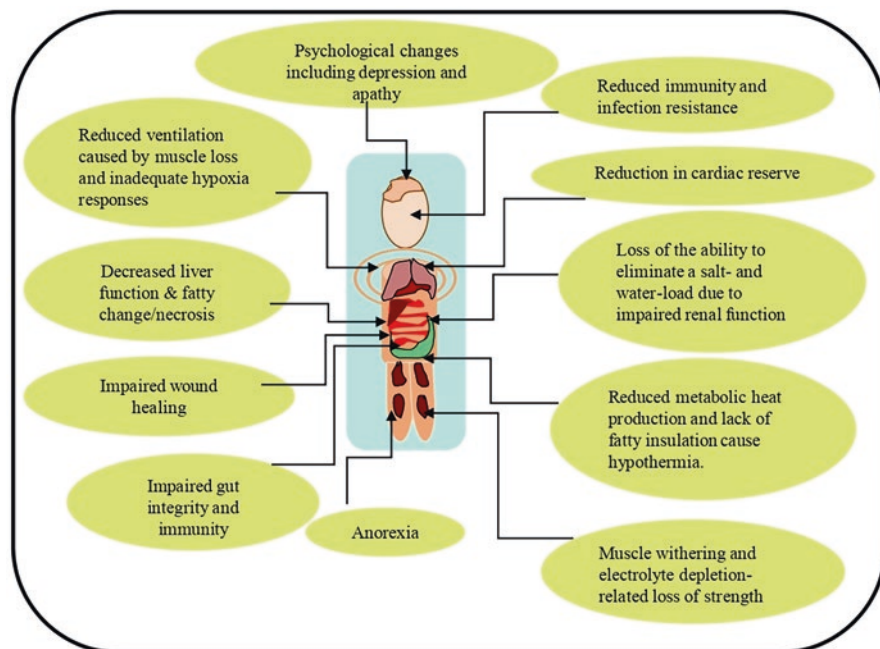 Psychological changes
including depression and
apathy
Reduced immunity and
infection resistance
Reduced ventilation
caused by muscle loss
and inadequate hypoxia
responses
Reduction in cardiac reserve
Decreased liver
function & fatty
change/necrosis
Loss of the ability to
eliminate a salt- and
water-load due to
impaired renal function
Impaired wound
healing
Reduced metabolic heat
production and lack of
fatty insulation cause
hypothermia.
Impaired gut
integrity and
immunity
Anorexia
Muscle withering and
electrolyte depletion-
related loss of strength